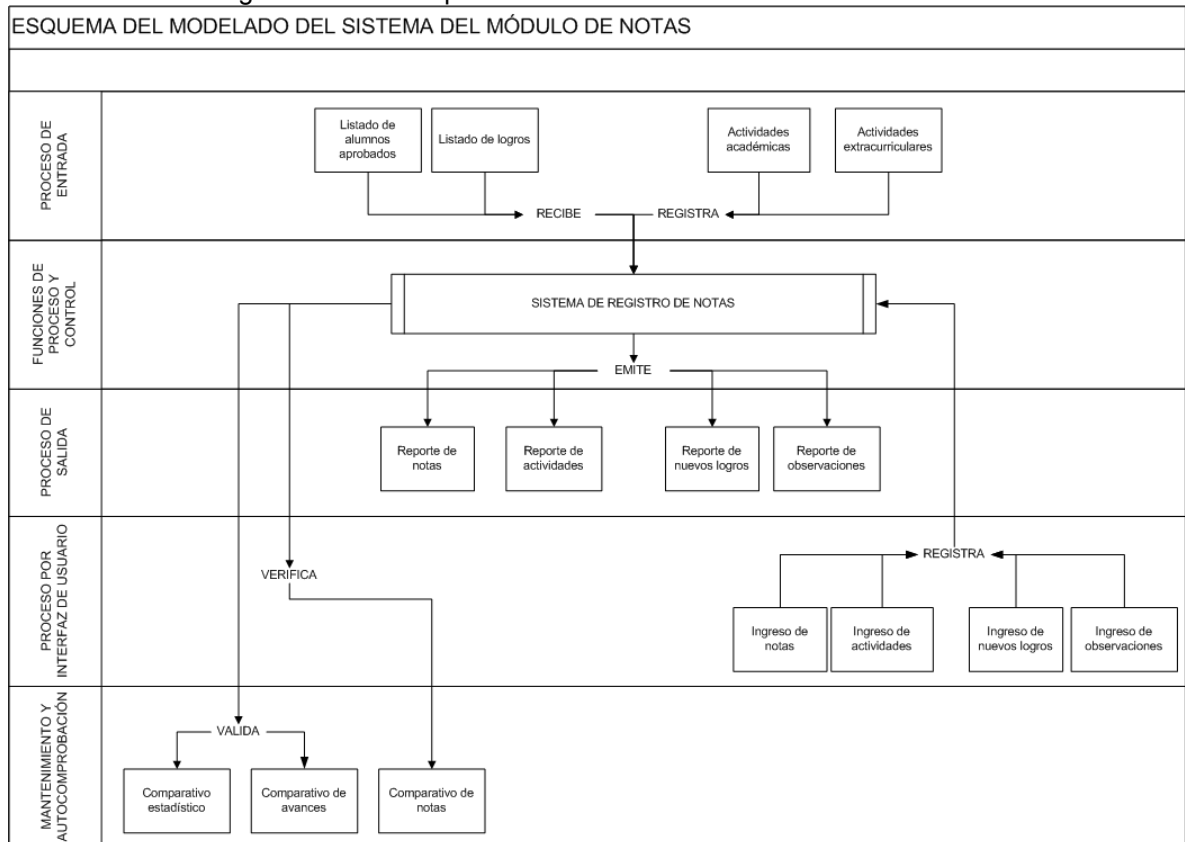 ESQUEMA DEL MODELADO DEL SISTEMA DEL MÓDULO DE NOTAS
PROCESO DE
ENTRADA
Listado de
alumnos
aprobados
Listado de logros
Actividades
académicas
Actividades
extracurriculares
RECIBE
REGISTRA
FUNCIONES DE
PROCESO Y
CONTROL
SISTEMA DE REGISTRO DE NOTAS
EMITE
PROCESO DE
SALIDA
Reporte de
notas
Reporte de
actividades
Reporte de
nuevos logros
Reporte de
observaciones
PROCESO POR
INTERFAZ DE USUARIO
VERIFICA
REGISTRA
Ingreso de
notas
Ingreso de
actividades
Ingreso de
nuevos logros
Ingreso de
observaciones
MANTENIMIENTO Y
AUTOCOMPROBACIÓN
VALIDA
Comparativo
estadístico
Comparativo de
avances
Comparativo de
notas